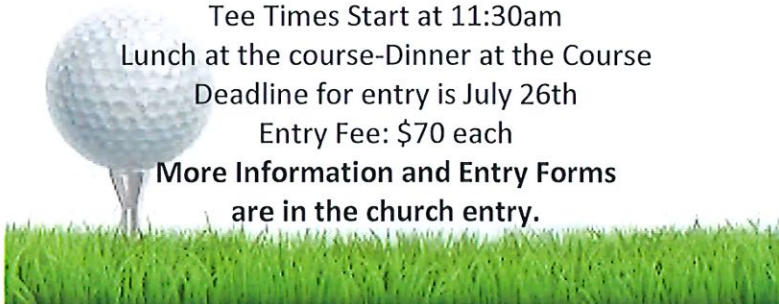 Tee Times Start at 11:30am
Lunch at the course-Dinner at the Course
Deadline for entry is July 26th
Entry Fee: $70 each
More Information and Entry Forms
are in the church entry.